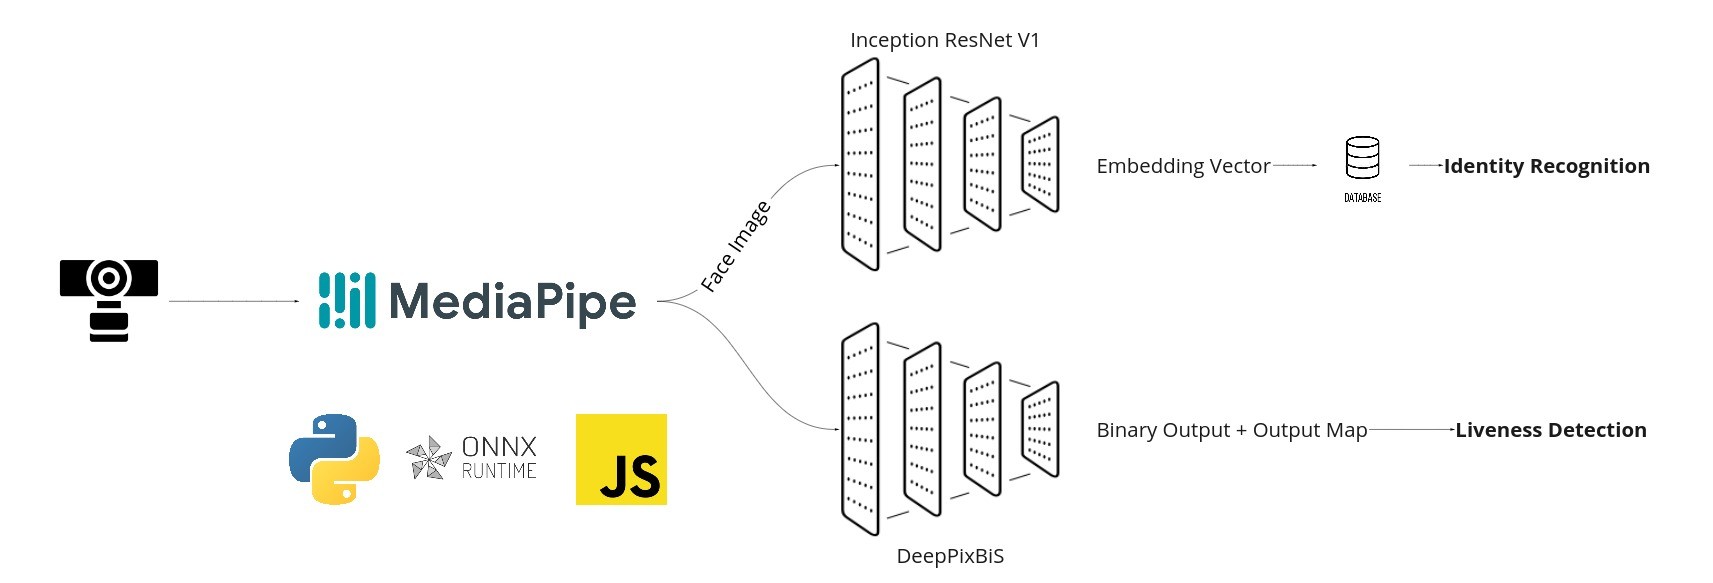 Inception ResNet V1
Face Image
Embedding Vector
DATABASE
Identity Recognition
MediaPipe
ONNX
RUNTIME
JS
Binary Output + Output Map
Liveness Detection
DeepPixBiS